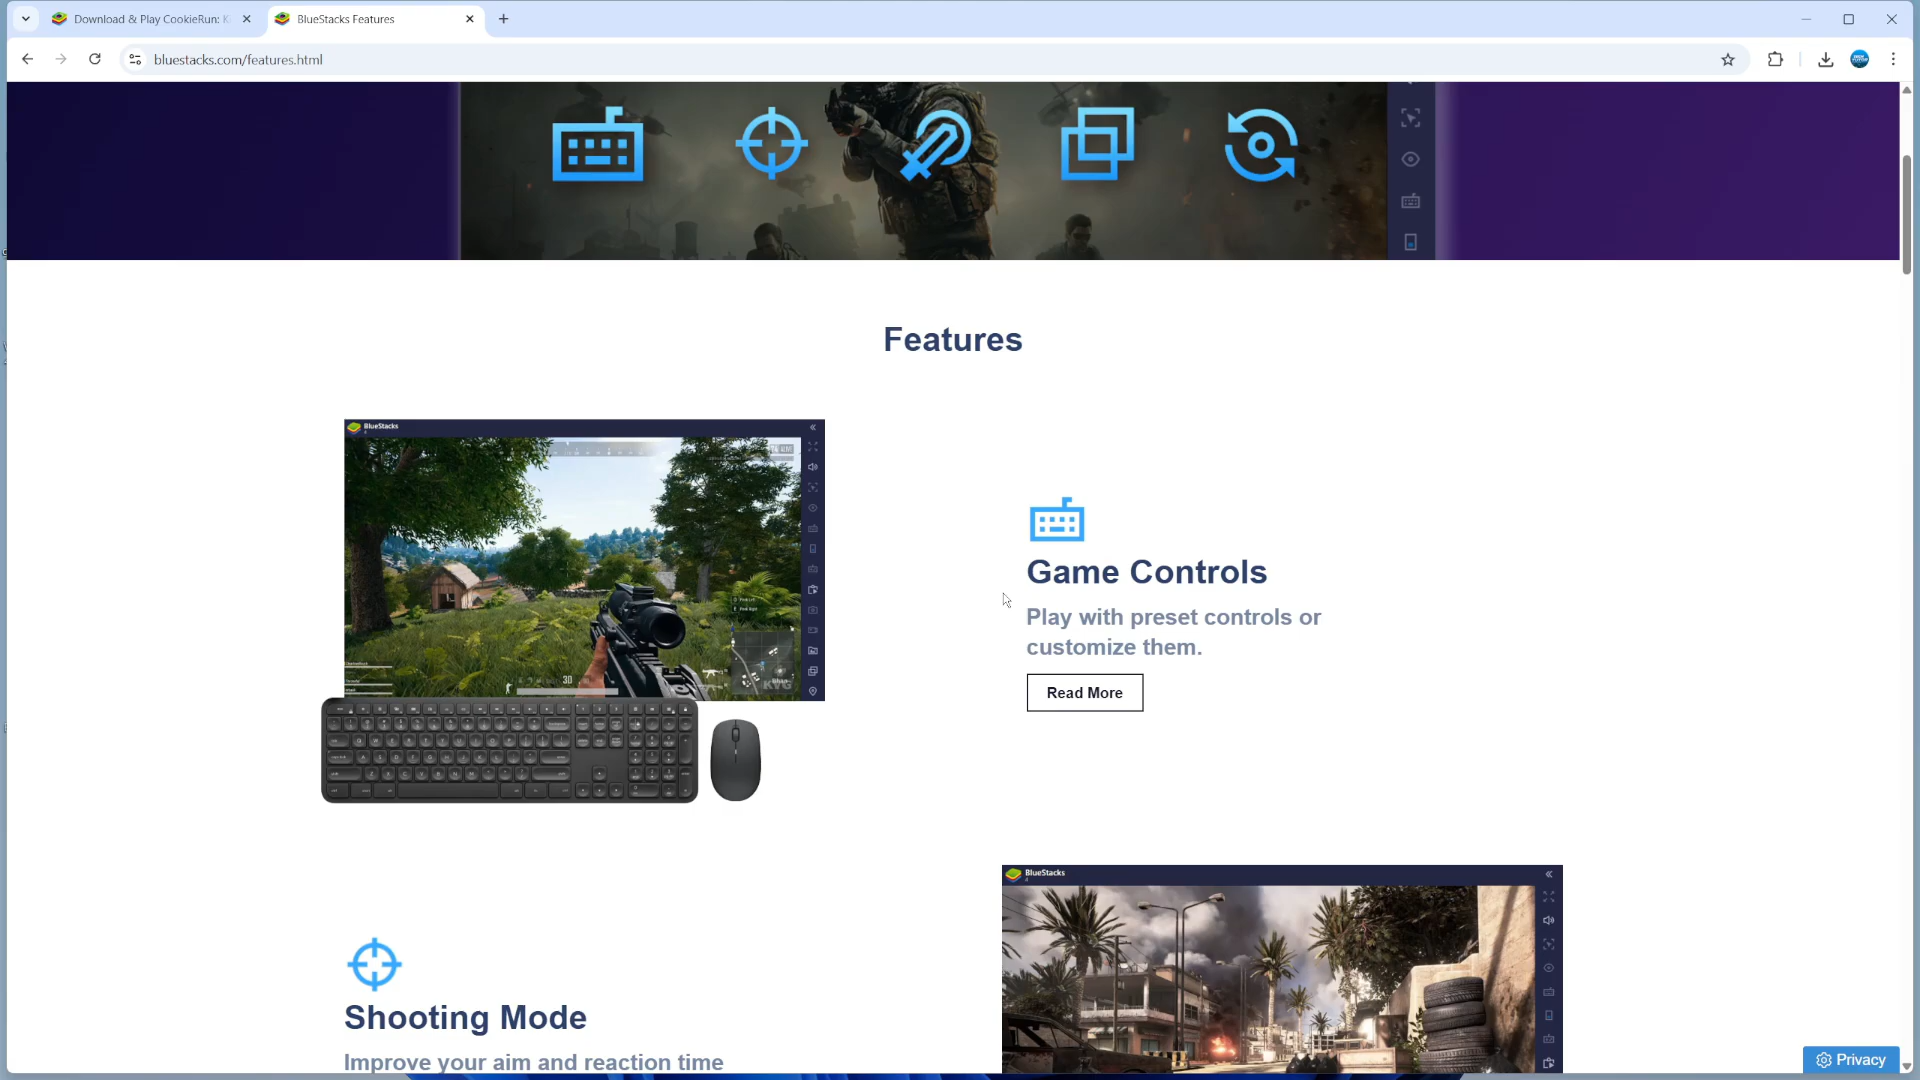 Download & Play CookieRun: K
BlueStacks Features
bluestacks.com/features.html
Features
BlueStacks
Game Controls
Play with preset controls or
customize them.
Read More
BlueStacks
Shooting Mode
Improve your aim and reaction time
Privacy